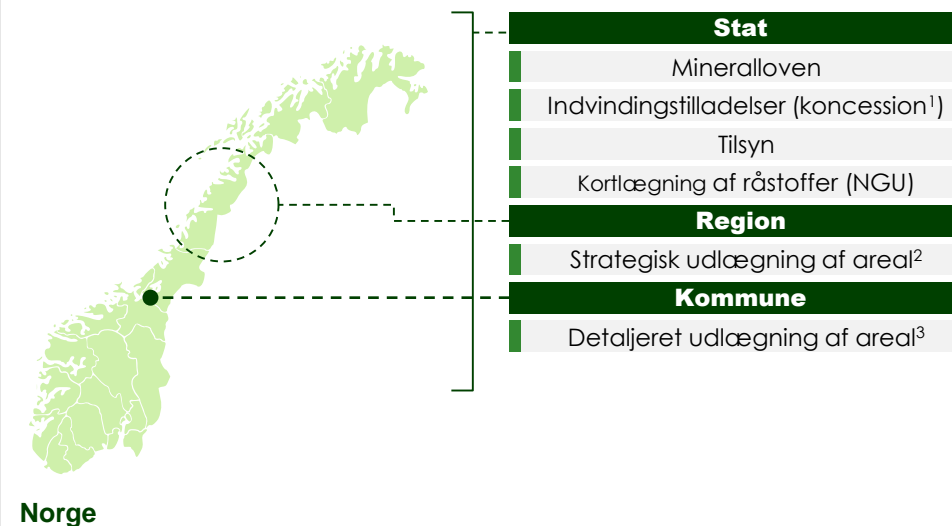 Stat
Mineralloven
Indvindingstilladelser (koncession¹)
Tilsyn
Kortlægning af råstoffer (NGU)
Region
Strategisk udlægning af areal²
Kommune
Detaljeret udlægning af areal³
Norge